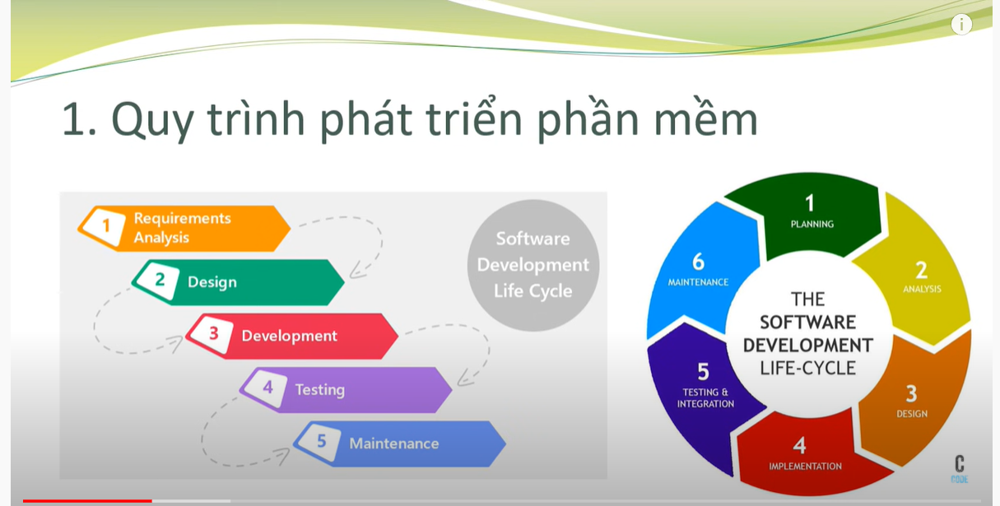 i
1. Quy trình phát triển phần mềm
1
Requirements
Analysis
2
Design
3
Development
4
Testing
5
Maintenance
Software
Development
Life Cycle
1
PLANNING
2
ANALYSIS
3
DESIGN
4
IMPLEMENTATION
5
TESTING &
INTEGRATION
6
MAINTENANCE
THE
SOFTWARE
DEVELOPMENT
LIFE-CYCLE
C
CODE